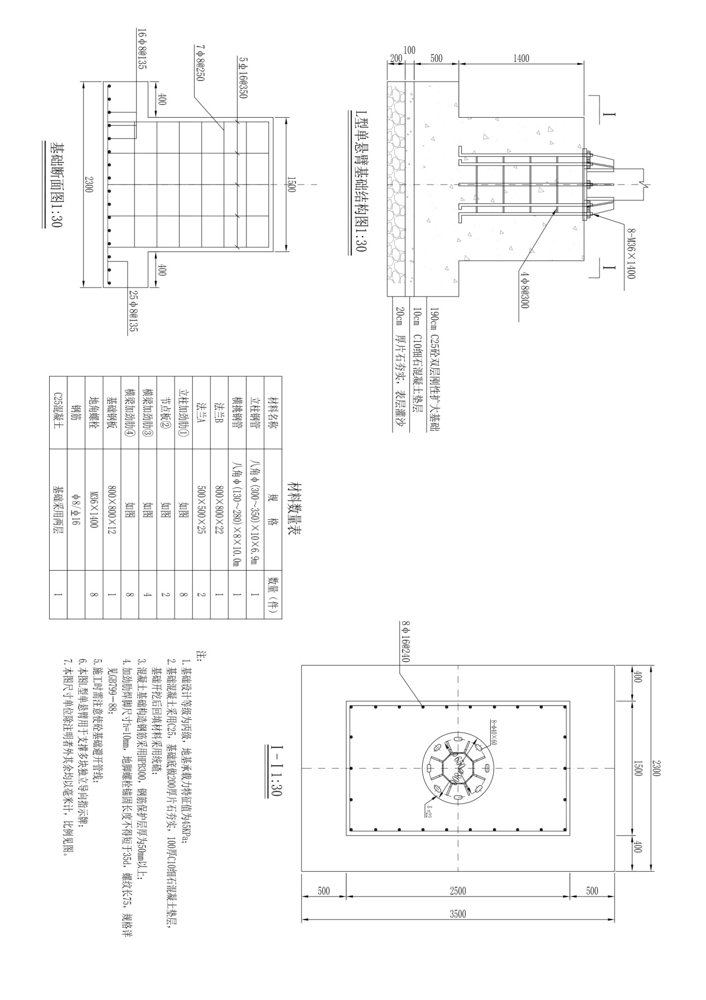 1400
500
100
200
I
I
8-M36×1400
4ф8@300
190cm C25砼双层刚性扩大基础
10cm C10细石混凝土垫层
20cm 厚片石夯实，表层灌沙
L型单悬臂基础结构图1:30
1500
5ф16@350
7ф8@250
400
400
16ф8@135
25ф8@135
2300
基础断面图1:30
材料数量表
材料名称 规 格 数量（件）
立柱钢管 八角ф(300～350)×10×6.9m 1
横挑钢管 八角ф(130～280)×8×10.0m 1
法兰B 800×800×22 1
法兰A 500×500×25 2
立柱加劲肋① 如图 8
节点板② 如图 2
横梁加劲肋③ 如图 4
横梁加劲肋④ 如图 8
基础钢板 800×800×12 1
地角螺栓 M36×1400 8
钢筋 ф8/ф16
C25混凝土 基础采用两层 1
2300
400
1500
400
8ф16@240
8-ф40×60
ф650
ф800
δ=22
500
2500
500
3500
I-I 1:30
注:
1. 基础设计等级为丙级，地基承载力特征值为45KPa；
2. 基础混凝土采用C25，基础底做200厚片石夯实，100厚C10细石混凝土垫层，
基础开挖后回填材料采用统碴；
3. 混凝土基础构造钢筋采用HPB300，钢筋保护层厚为50mm以上；
4. 加劲肋焊脚尺寸h=10mm，地脚螺栓锚固长度不得短于35d，螺纹长75，规格详
见GB799-88；
5. 施工时需注意使砼基础避开管线；
6. 本图L型单悬臂用于支撑多块独立导向指示牌；
7. 本图尺寸单位除注明者外其余均以毫米计，比例见图。